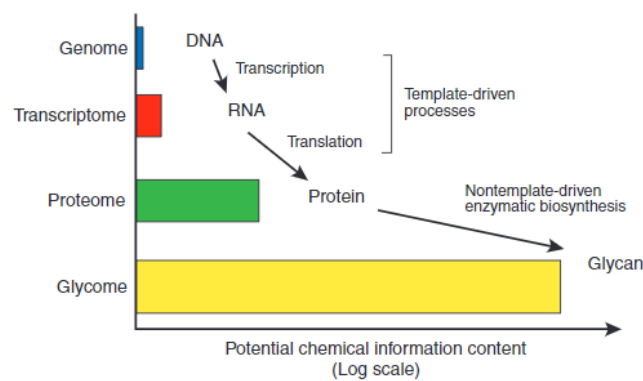 Genome
DNA
Transcription
Template-driven
processes
Transcriptome
RNA
Translation
Proteome
Protein
Nontemplate-driven
enzymatic biosynthesis
Glycan
Glycome
Potential chemical information content
(Log scale)